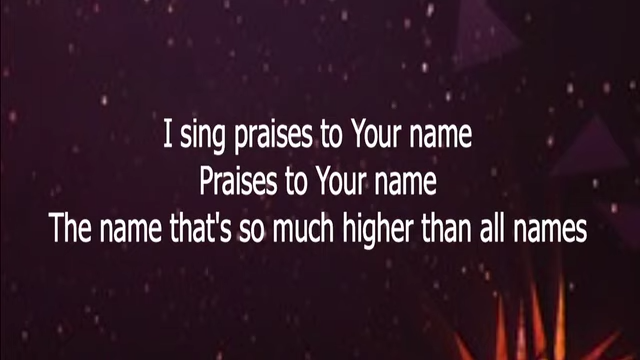 I sing praises to Your name
Praises to Your name
The name that's so much higher than all names